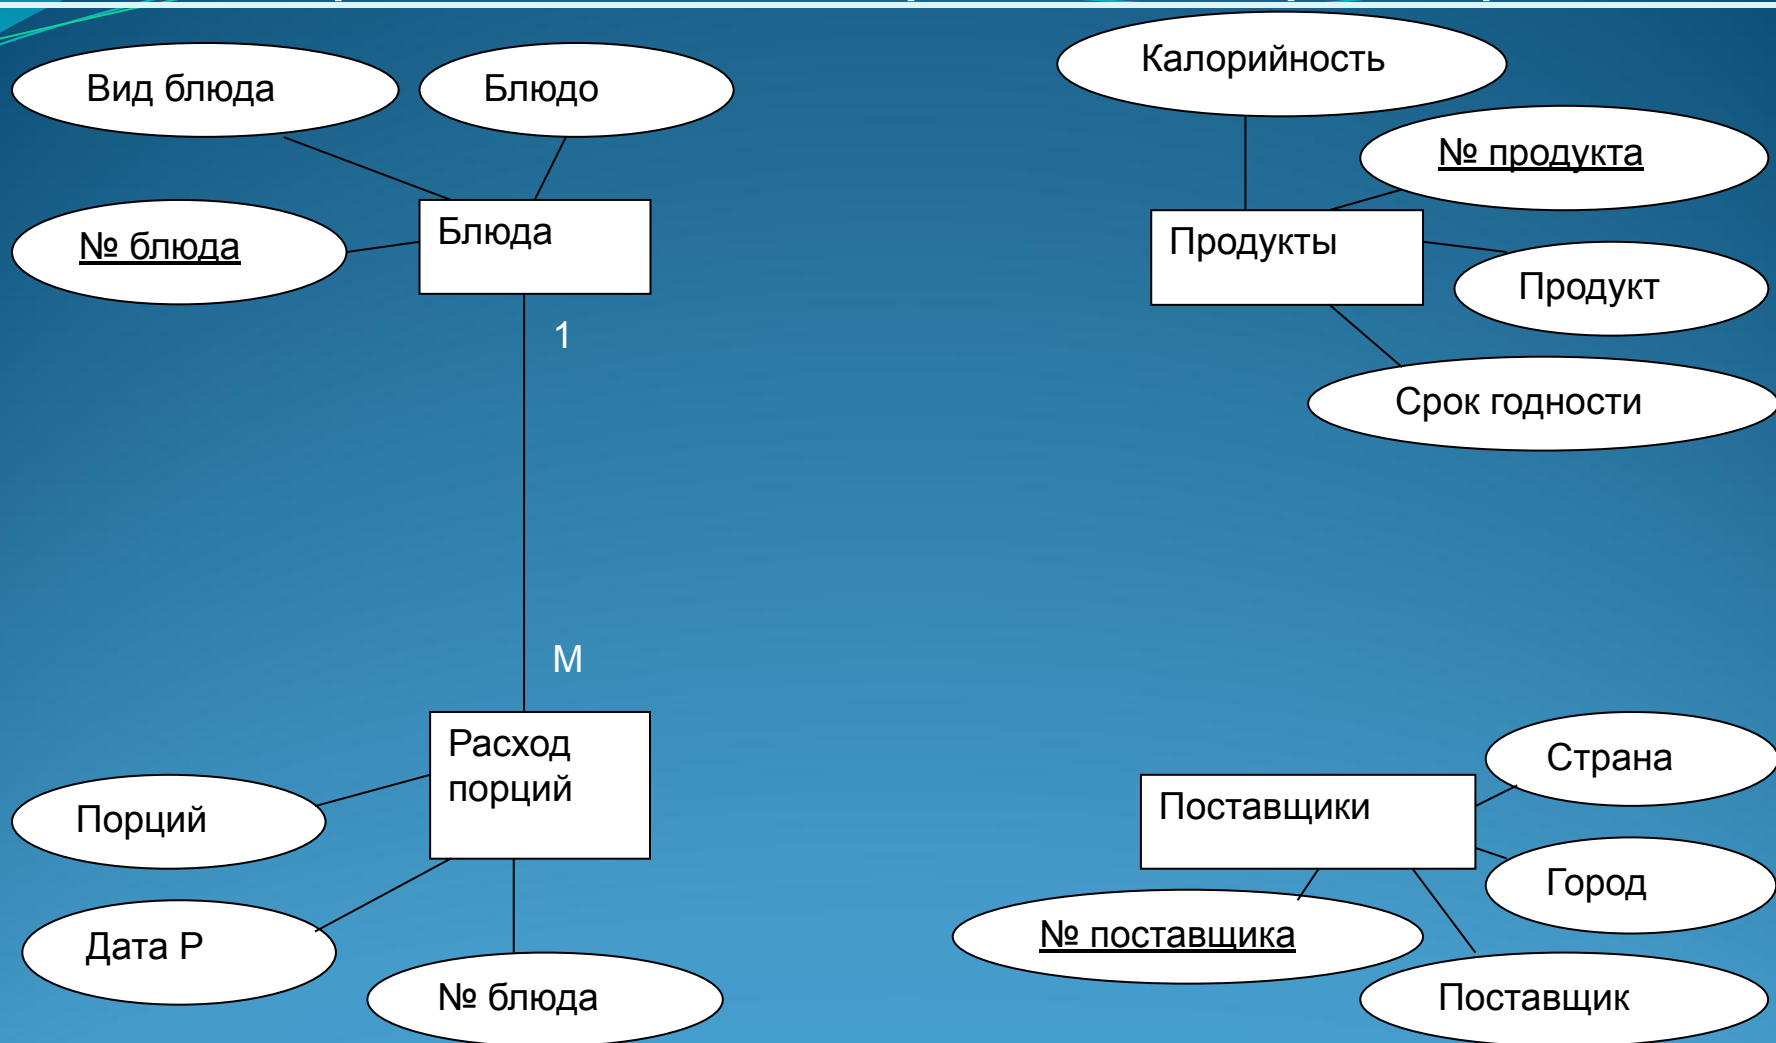 Вид блюда
Блюдо
№ блюда
Блюда
1
М
Расход
порций
Порций
Дата Р
№ блюда
Калорийность
№ продукта
Продукты
Продукт
Срок годности
Страна
Поставщики
Город
№ поставщика
Поставщик